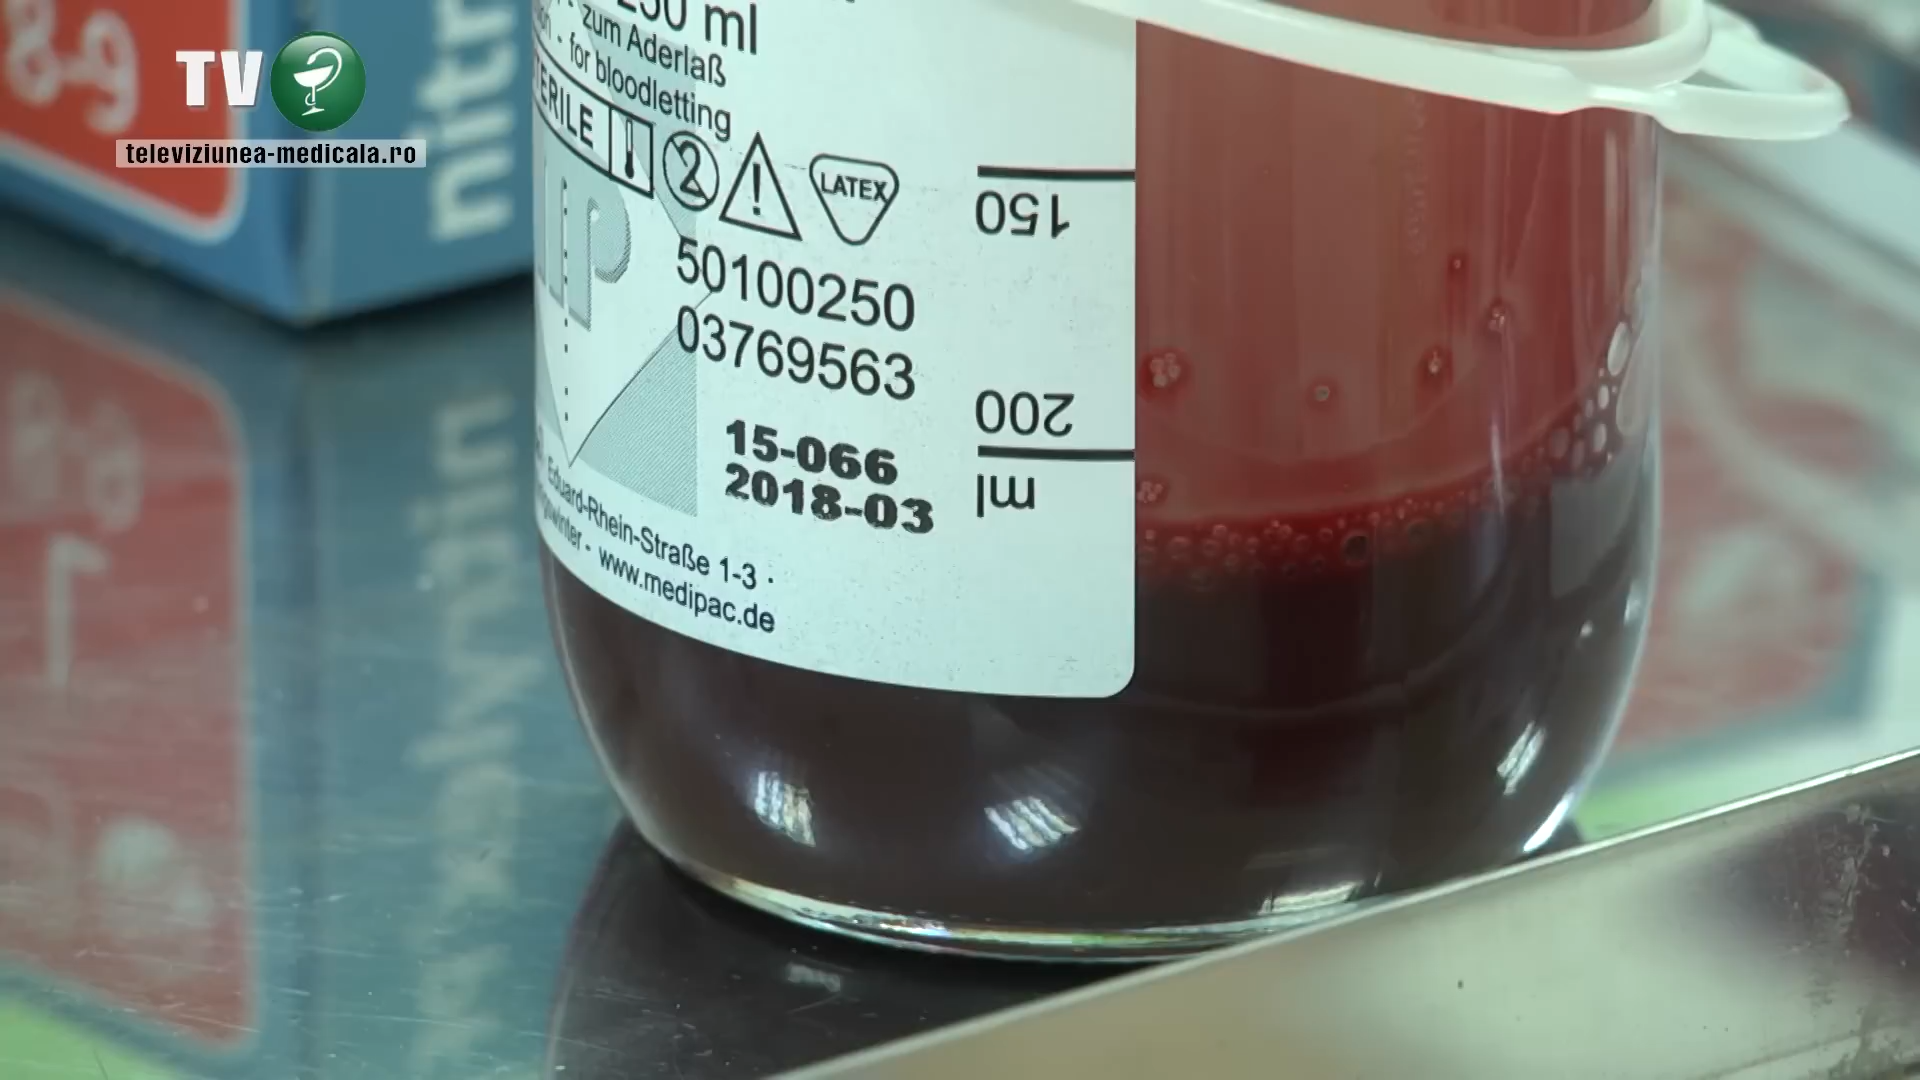 TV
televiziunea-medicala.ro
nitr
250 ml
zum Aderlaß
- for bloodletting
STERILE
2
!
LATEX
50100250
03769563
15-066
2018-03
150
200
ml
Eduard-Rhein-Straße 1-3 ·
- www.medipac.de